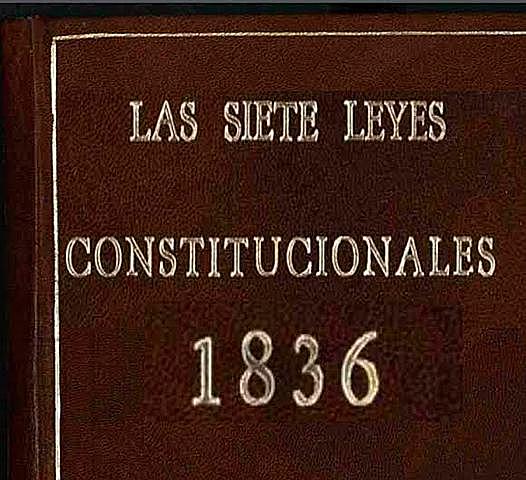 LAS SIETE LEYES
CONSTITUCIONALES
1836